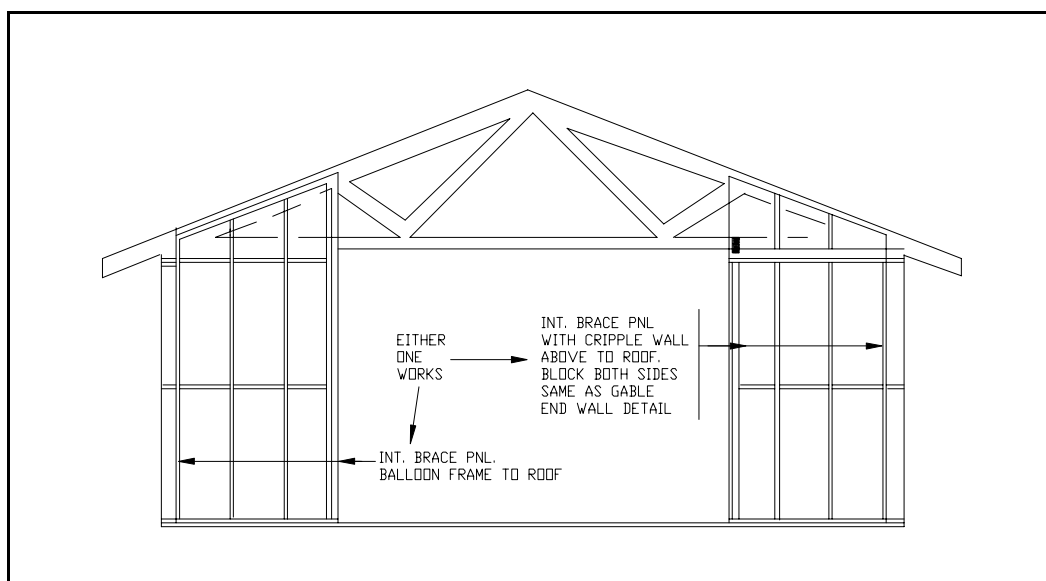 EITHER
ONE
WORKS
INT. BRACE PNL
WITH CRIPPLE WALL
ABOVE TO ROOF.
BLOCK BOTH SIDES
SAME AS GABLE
END WALL DETAIL
INT. BRACE PNL.
BALLOON FRAME TO ROOF